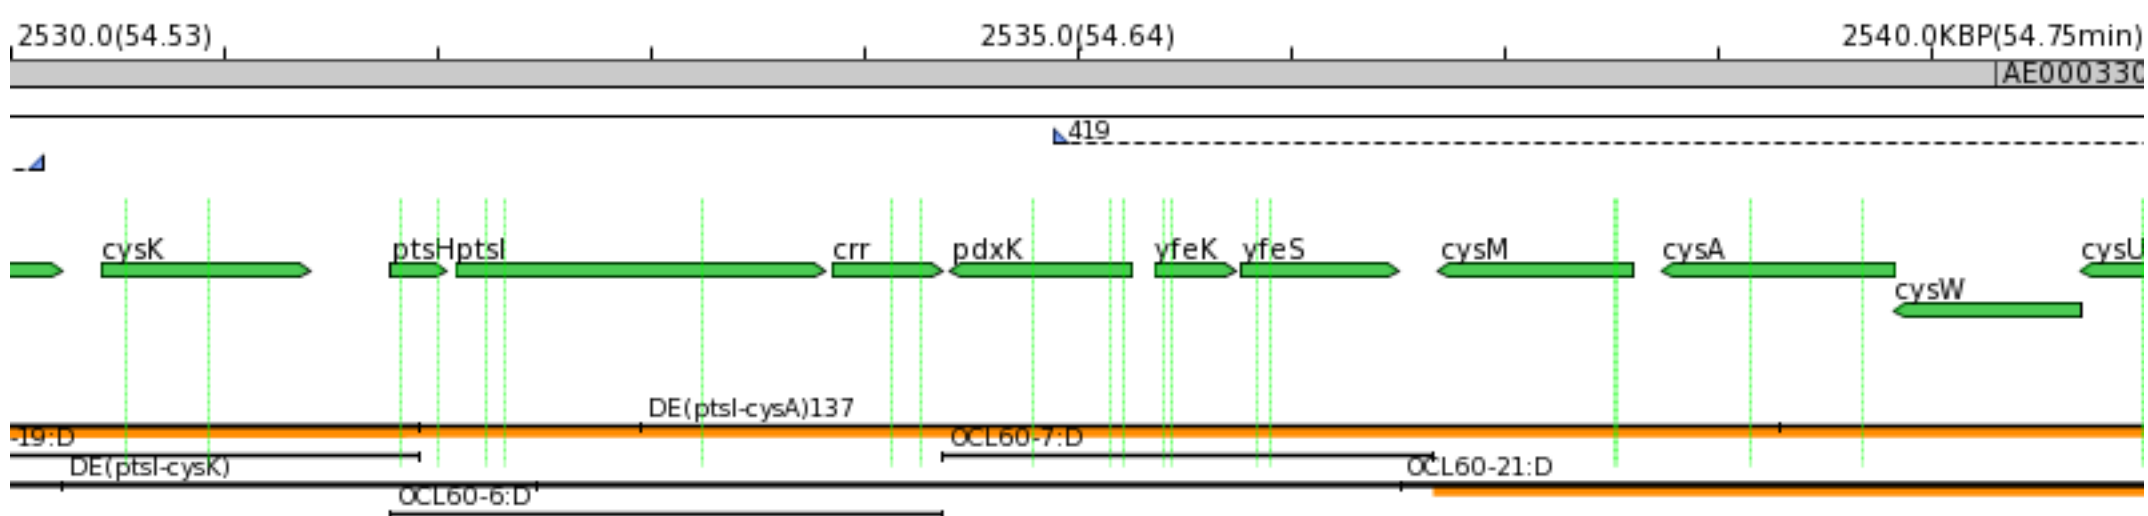 2530.0(54.53) 2535.0(54.64) 2540.0KBP(54.75min)
AE000330
419
cysK ptsH ptsI crr pdxK yfeK yfeS cysM cysA cysU
cysW
DE(ptsI-cysA)137
-19:D OCL60-7:D
DE(ptsI-cysK) OCL60-21:D
OCL60-6:D